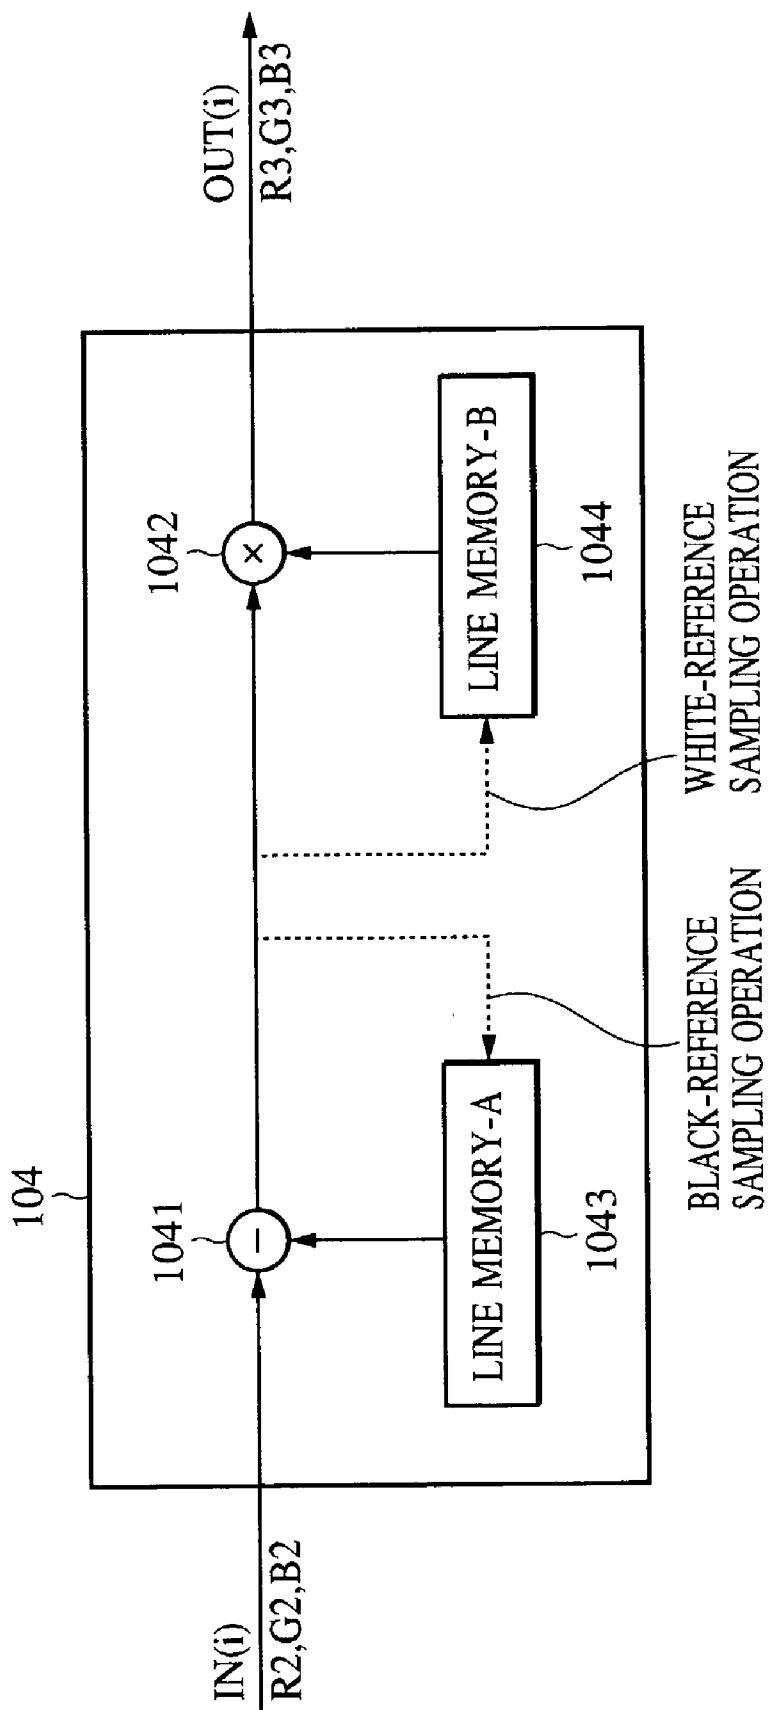 104
IN(i)
R2,G2,B2
1041
−
1042
×
OUT(i)
R3,G3,B3
LINE MEMORY-A
1043
LINE MEMORY-B
1044
BLACK-REFERENCE
SAMPLING OPERATION
WHITE-REFERENCE
SAMPLING OPERATION